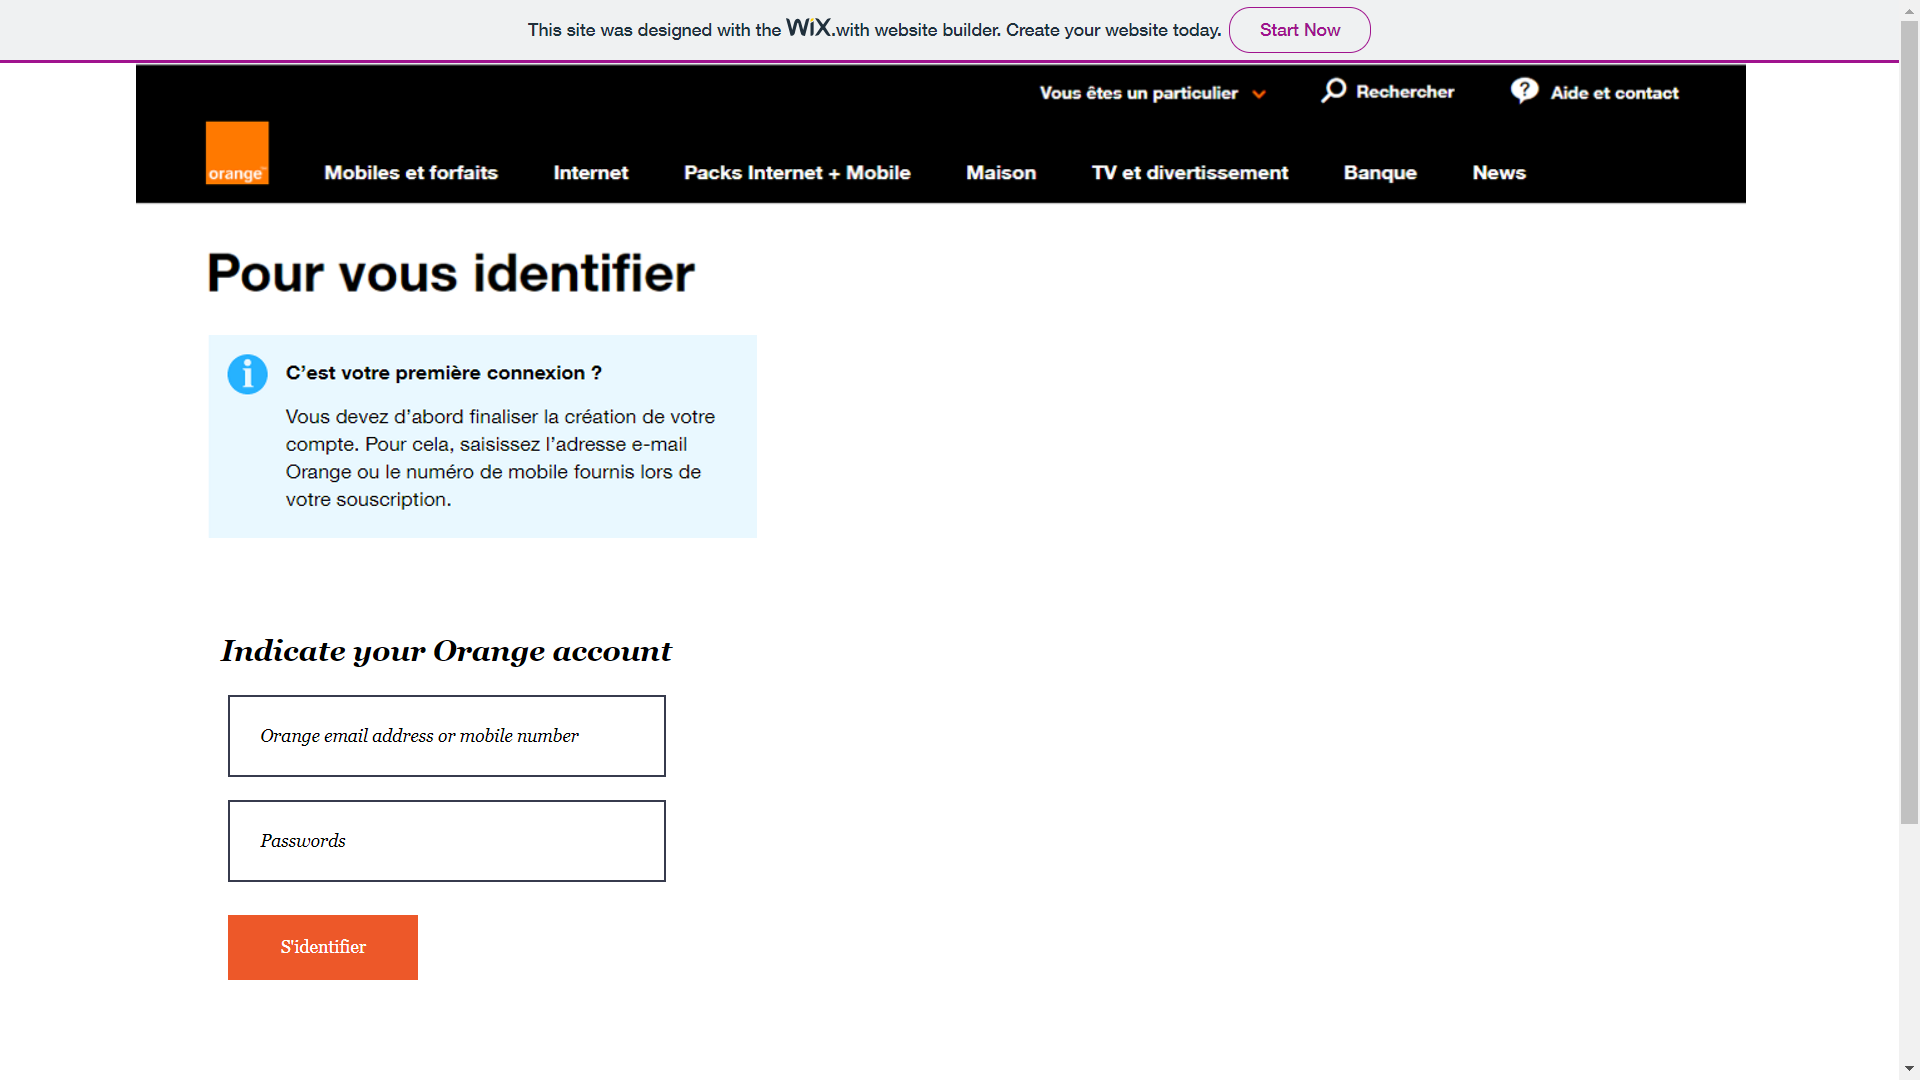 This site was designed with the WiX.with website builder. Create your website today. Start Now
Vous êtes un particulier Rechercher ? Aide et contact
orange™ Mobiles et forfaits Internet Packs Internet + Mobile Maison TV et divertissement Banque News
Pour vous identifier
i C’est votre première connexion ?
Vous devez d’abord finaliser la création de votre
compte. Pour cela, saisissez l’adresse e-mail
Orange ou le numéro de mobile fournis lors de
votre souscription.
Indicate your Orange account
Orange email address or mobile number
Passwords
S'identifier